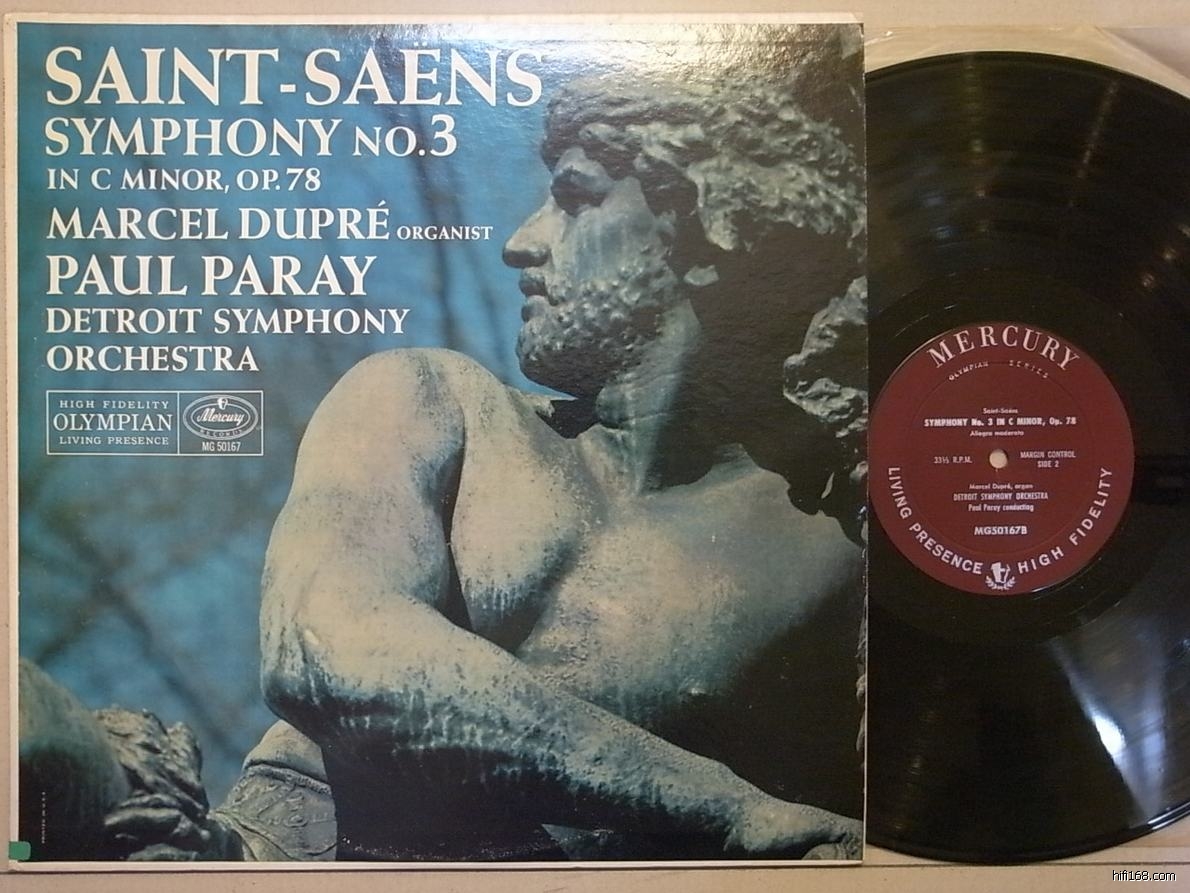 SAINT-SAËNS
SYMPHONY NO.3
IN C MINOR, OP. 78
MARCEL DUPRÉ ORGANIST
PAUL PARAY
DETROIT SYMPHONY
ORCHESTRA
HIGH FIDELITY
OLYMPIAN
LIVING PRESENCE
Mercury
RECORDS
MG 50167
PRINTED IN U.S.A.
MERCURY
OLYMPIAN SERIES
Saint-Saëns
SYMPHONY No. 3 IN C MINOR, Op. 78
Allegro moderato
33⅓ R.P.M.
MARGIN CONTROL
SIDE 2
Marcel Dupré, organ
DETROIT SYMPHONY ORCHESTRA
Paul Paray conducting
MG50167B
LIVING PRESENCE HIGH FIDELITY
hifi168.com